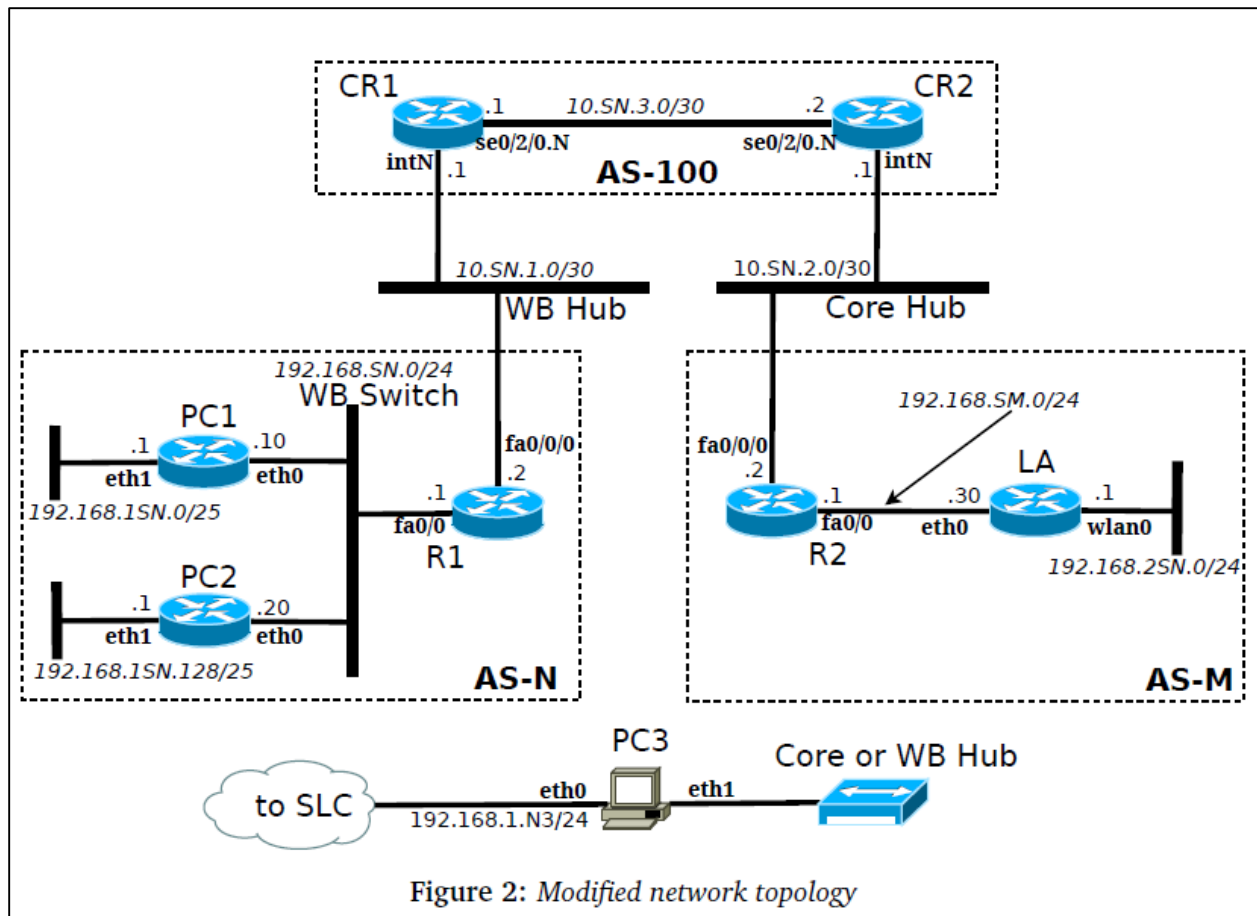 CR1
CR2
.1
10.SN.3.0/30
.2
se0/2/0.N
se0/2/0.N
intN
intN
.1
AS-100
.1
10.SN.1.0/30
10.SN.2.0/30
WB Hub
Core Hub
192.168.SN.0/24
WB Switch
PC1
.1
.10
eth1
eth0
192.168.1SN.0/25
fa0/0/0
.2
.1
fa0/0
R1
PC2
.1
.20
eth1
eth0
192.168.1SN.128/25
AS-N
192.168.SM.0/24
fa0/0/0
.2
LA
.1
.30
.1
fa0/0
eth0
wlan0
R2
192.168.2SN.0/24
AS-M
PC3
Core or WB Hub
to SLC
eth0
eth1
192.168.1.N3/24
Figure 2: Modified network topology